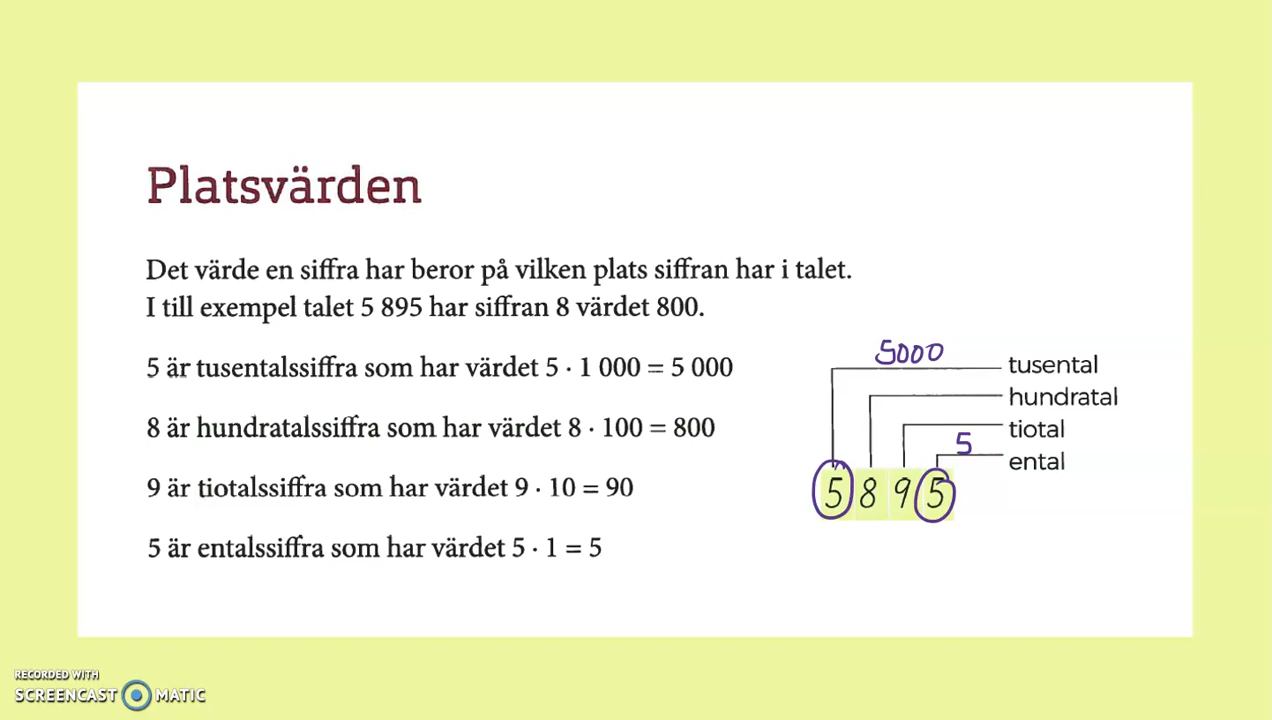 Platsvärden
Det värde en siffra har beror på vilken plats siffran har i talet.
I till exempel talet 5 895 har siffran 8 värdet 800.
5 är tusentalssiffra som har värdet 5 · 1 000 = 5 000
8 är hundratalssiffra som har värdet 8 · 100 = 800
9 är tiotalssiffra som har värdet 9 · 10 = 90
5 är entalssiffra som har värdet 5 · 1 = 5
5000
tusental
hundratal
tiotal
5
ental
5 8 9 5
RECORDED WITH
SCREENCAST MATIC